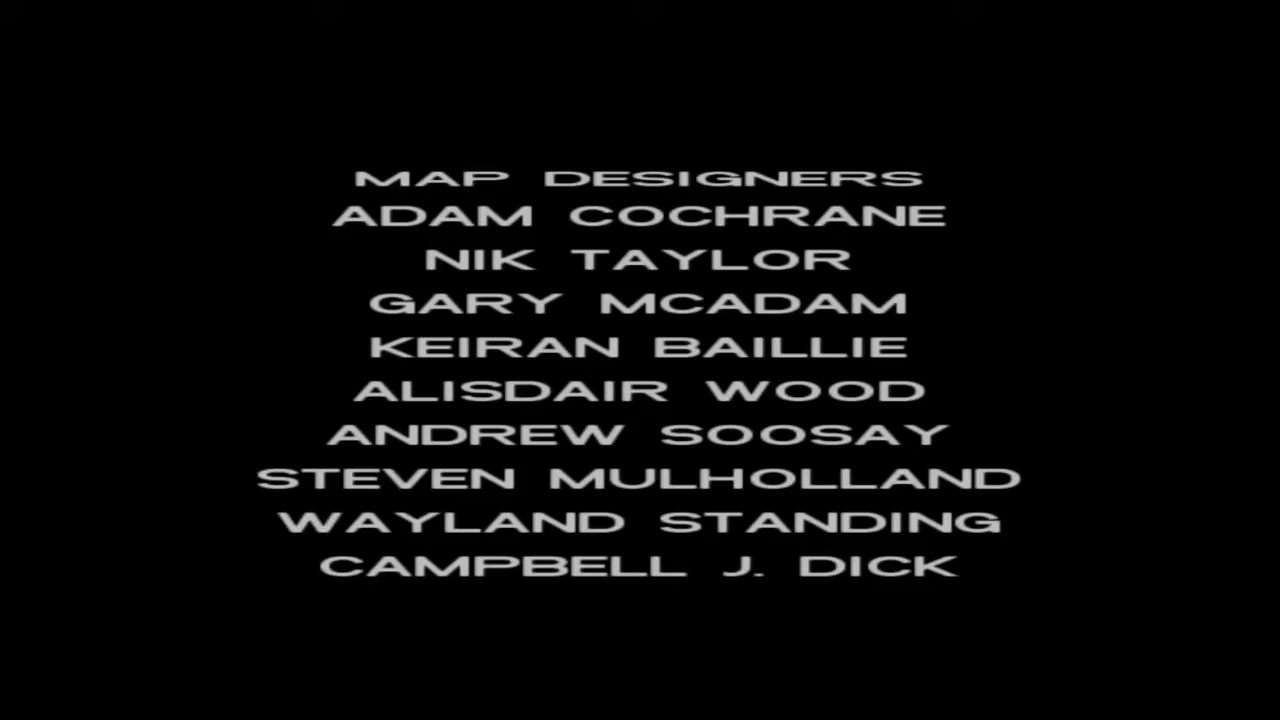 MAP DESIGNERS
ADAM COCHRANE
NIK TAYLOR
GARY MCADAM
KEIRAN BAILLIE
ALISDAIR WOOD
ANDREW SOOSAY
STEVEN MULHOLLAND
WAYLAND STANDING
CAMPBELL J. DICK